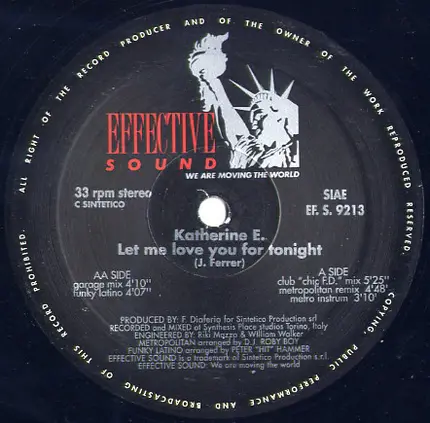 ALL RIGHT OF THE RECORD PRODUCER AND OF THE OWNER OF THE WORK REPRODUCED RESERVED. COPYING, PUBLIC PERFORMANCE AND BROADCASTING OF THIS RECORD PROHIBITED.
EFFECTIVE
SOUND
WE ARE MOVING THE WORLD
33 rpm stereo
C SINTETICO
SIAE
EF. S. 9213
Katherine E.
Let me love you for tonight
(J. Ferrer)
AA SIDE
garage mix 4'10"
funky latino 4'07"
A SIDE
club "chic F.D." mix 5'25"
metropolitan remix 4'48"
metro instrum 3'10'
PRODUCED BY: F. Diaferia for Sintetico Production srl
RECORDED and MIXED at Synthesis Place studios Torino, Italy
ENGINEERED BY: Riki Mazza & William Walker
METROPOLITAN arranged by D.J. ROBY BOY
FUNKY LATINO arranged by PETER "HIT" HAMMER
EFFECTIVE SOUND is a trademark of Sintetico Production s.r.l.
EFFECTIVE SOUND: We are moving the world